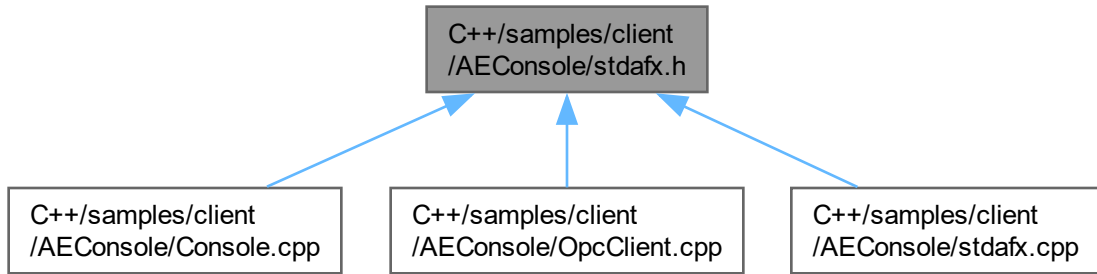 C++/samples/client
/AEConsole/stdafx.h
C++/samples/client
/AEConsole/Console.cpp
C++/samples/client
/AEConsole/OpcClient.cpp
C++/samples/client
/AEConsole/stdafx.cpp